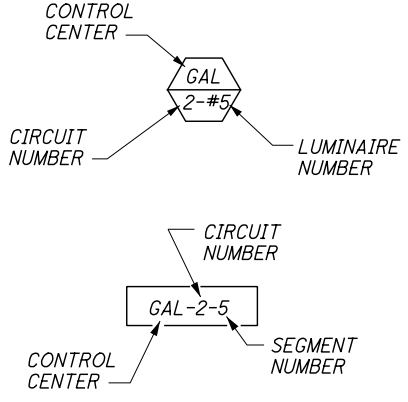 CONTROL
CENTER
GAL
2-#5
CIRCUIT
NUMBER
LUMINAIRE
NUMBER
CIRCUIT
NUMBER
GAL-2-5
SEGMENT
NUMBER
CONTROL
CENTER